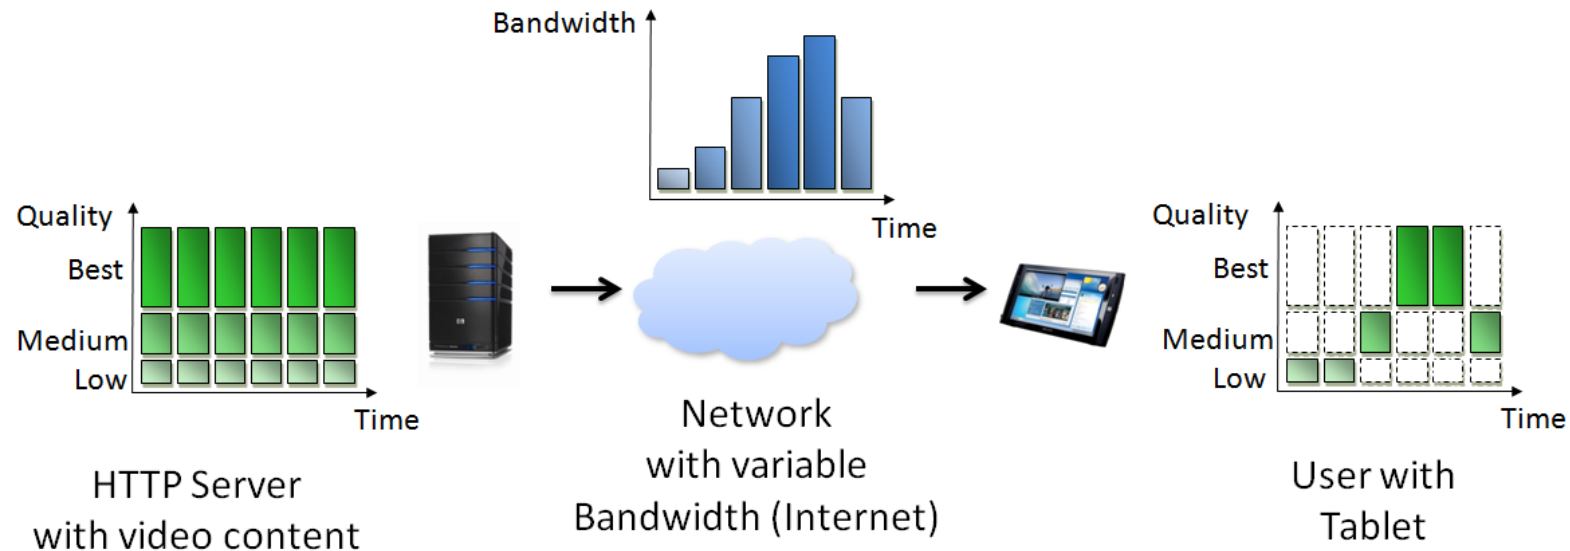 Bandwidth
Time
Quality
Best
Medium
Low
Time
HTTP Server
with video content
Network
with variable
Bandwidth (Internet)
Quality
Best
Medium
Low
Time
User with
Tablet